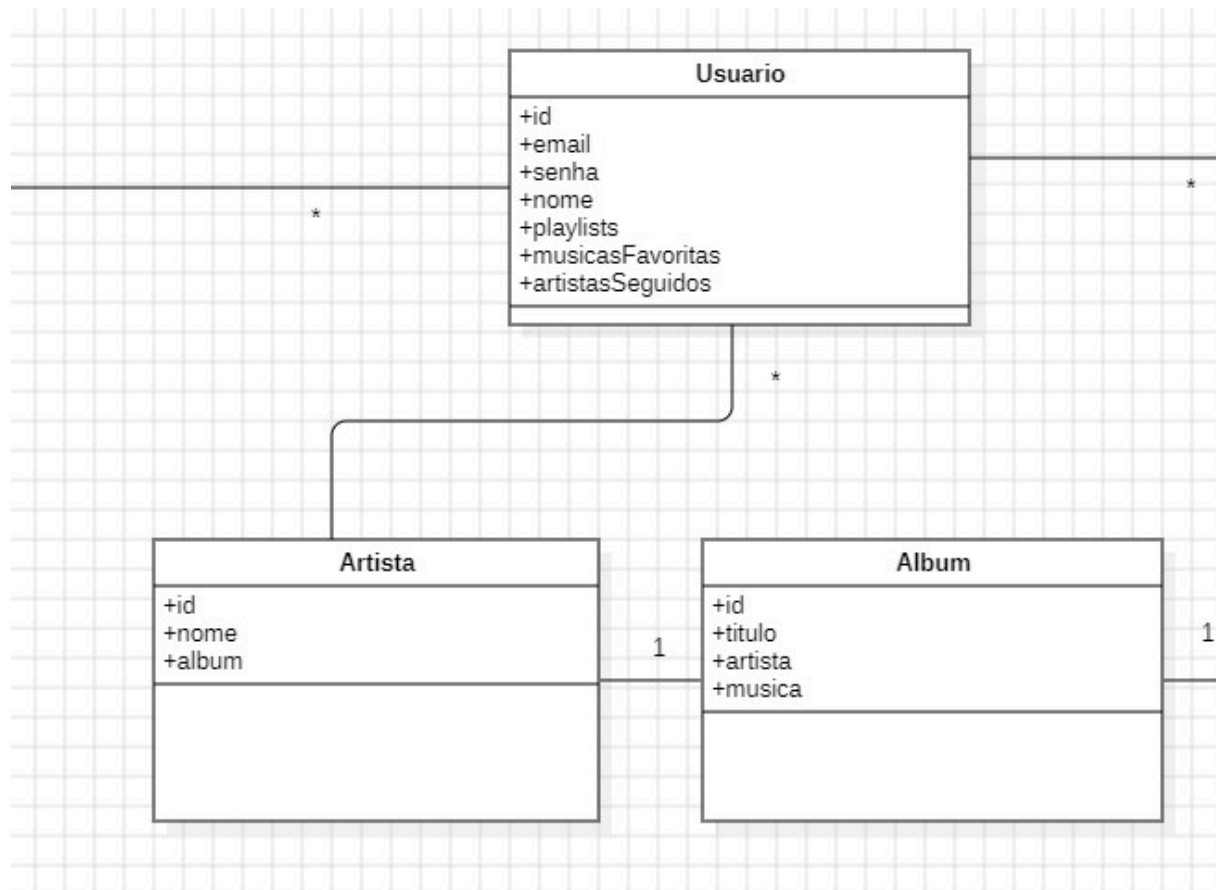 Usuario
+id
+email
+senha
+nome
+playlists
+musicasFavoritas
+artistasSeguidos
*
*
*
Artista
+id
+nome
+album
1
Album
+id
+titulo
+artista
+musica
1